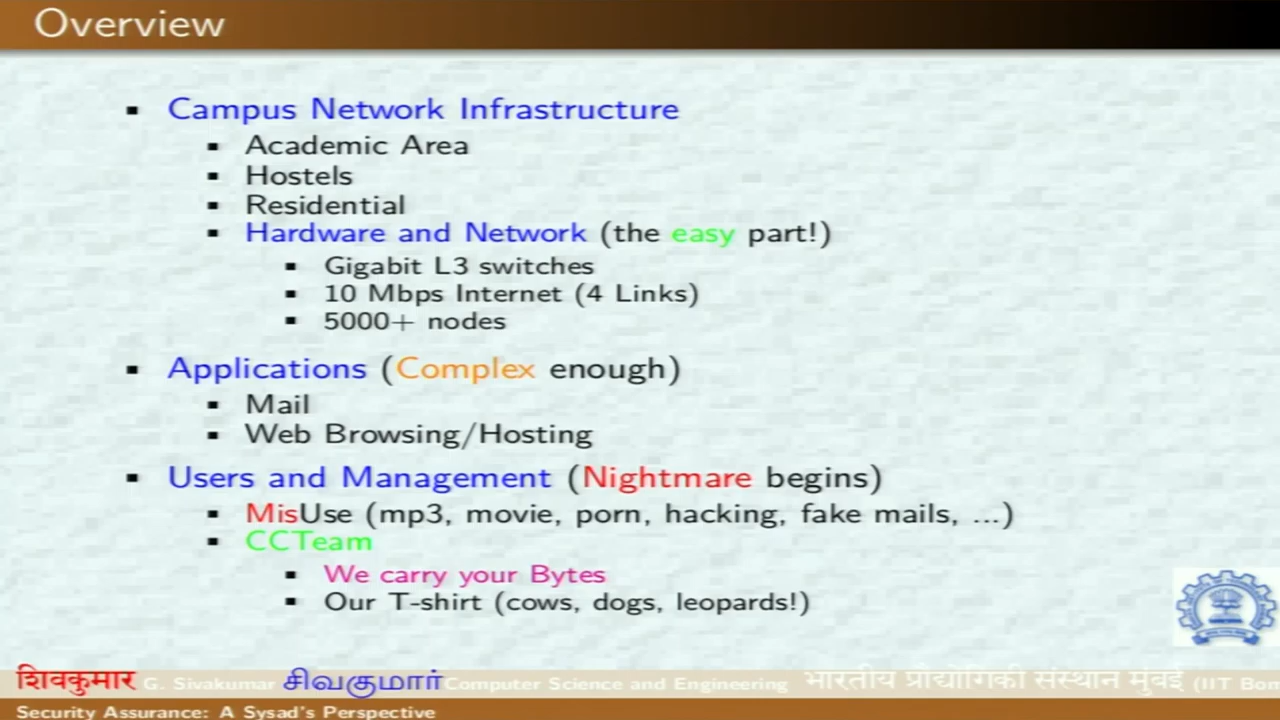 Overview
Campus Network Infrastructure
Academic Area
Hostels
Residential
Hardware and Network (the easy part!)
Gigabit L3 switches
10 Mbps Internet (4 Links)
5000+ nodes
Applications (Complex enough)
Mail
Web Browsing/Hosting
Users and Management (Nightmare begins)
MisUse (mp3, movie, porn, hacking, fake mails, ...)
CCTeam
We carry your Bytes
Our T-shirt (cows, dogs, leopards!)
शिवकुमार G. Sivakumar சிவகுமார் Computer Science and Engineering भारतीय प्रौद्योगिकी संस्थान मुंबई (IIT Bom
Security Assurance: A Sysad's Perspective